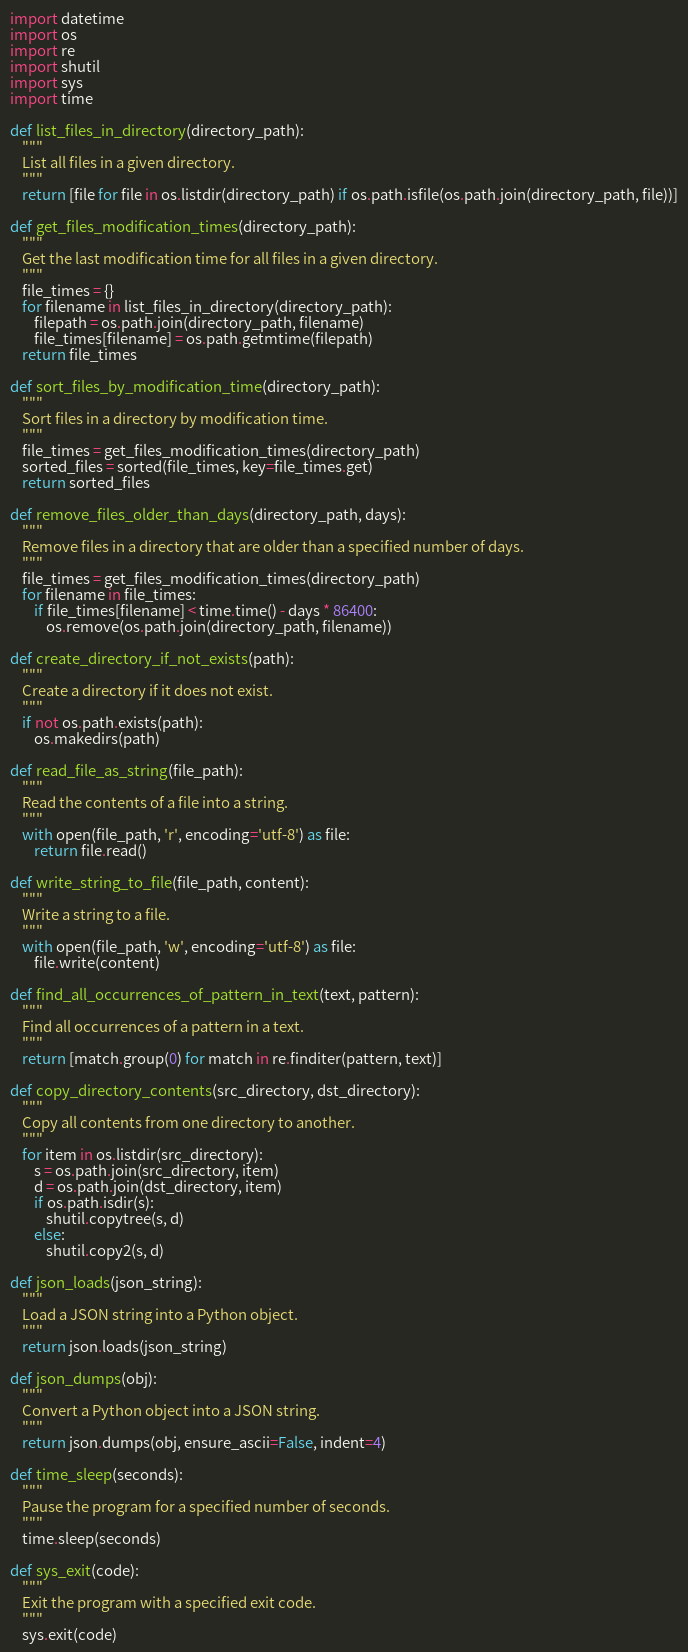 import datetime
import os
import re
import shutil
import sys
import time

def list_files_in_directory(directory_path):
    """
    List all files in a given directory.
    """
    return [file for file in os.listdir(directory_path) if os.path.isfile(os.path.join(directory_path, file))]

def get_files_modification_times(directory_path):
    """
    Get the last modification time for all files in a given directory.
    """
    file_times = {}
    for filename in list_files_in_directory(directory_path):
        filepath = os.path.join(directory_path, filename)
        file_times[filename] = os.path.getmtime(filepath)
    return file_times

def sort_files_by_modification_time(directory_path):
    """
    Sort files in a directory by modification time.
    """
    file_times = get_files_modification_times(directory_path)
    sorted_files = sorted(file_times, key=file_times.get)
    return sorted_files

def remove_files_older_than_days(directory_path, days):
    """
    Remove files in a directory that are older than a specified number of days.
    """
    file_times = get_files_modification_times(directory_path)
    for filename in file_times:
        if file_times[filename] < time.time() - days * 86400:
            os.remove(os.path.join(directory_path, filename))

def create_directory_if_not_exists(path):
    """
    Create a directory if it does not exist.
    """
    if not os.path.exists(path):
        os.makedirs(path)

def read_file_as_string(file_path):
    """
    Read the contents of a file into a string.
    """
    with open(file_path, 'r', encoding='utf-8') as file:
        return file.read()

def write_string_to_file(file_path, content):
    """
    Write a string to a file.
    """
    with open(file_path, 'w', encoding='utf-8') as file:
        file.write(content)

def find_all_occurrences_of_pattern_in_text(text, pattern):
    """
    Find all occurrences of a pattern in a text.
    """
    return [match.group(0) for match in re.finditer(pattern, text)]

def copy_directory_contents(src_directory, dst_directory):
    """
    Copy all contents from one directory to another.
    """
    for item in os.listdir(src_directory):
        s = os.path.join(src_directory, item)
        d = os.path.join(dst_directory, item)
        if os.path.isdir(s):
            shutil.copytree(s, d)
        else:
            shutil.copy2(s, d)

def json_loads(json_string):
    """
    Load a JSON string into a Python object.
    """
    return json.loads(json_string)

def json_dumps(obj):
    """
    Convert a Python object into a JSON string.
    """
    return json.dumps(obj, ensure_ascii=False, indent=4)

def time_sleep(seconds):
    """
    Pause the program for a specified number of seconds.
    """
    time.sleep(seconds)

def sys_exit(code):
    """
    Exit the program with a specified exit code.
    """
    sys.exit(code)